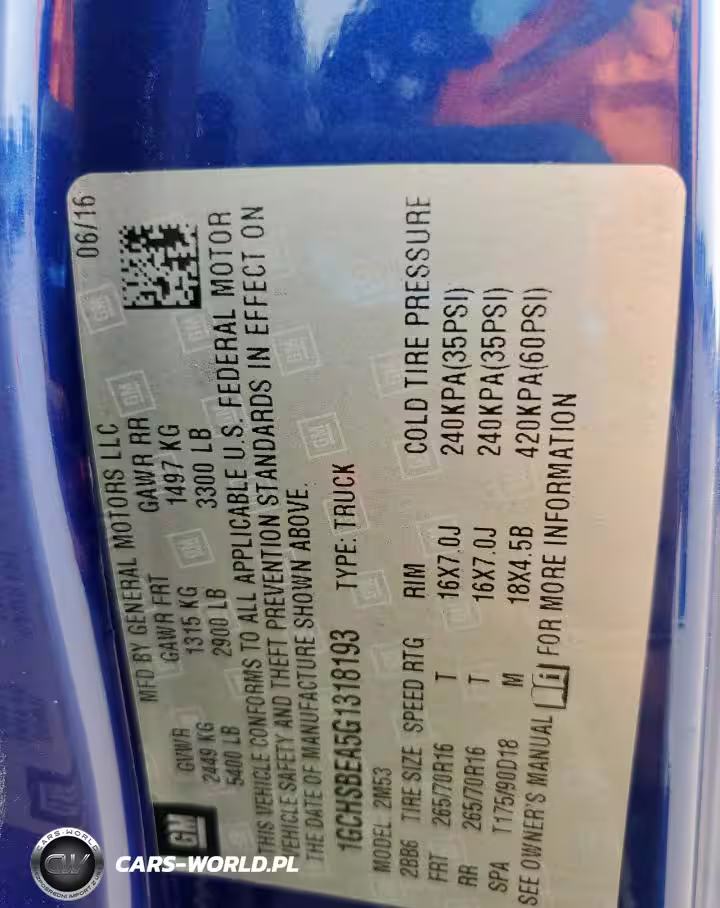 06/16
MFD BY GENERAL MOTORS LLC
GVWR GAWR FRT GAWR RR
2449 KG 1315 KG 1497 KG
5400 LB 2900 LB 3300 LB
THIS VEHICLE CONFORMS TO ALL APPLICABLE U.S. FEDERAL MOTOR
VEHICLE SAFETY AND THEFT PREVENTION STANDARDS IN EFFECT ON
THE DATE OF MANUFACTURE SHOWN ABOVE.
1GCHSBEA5G1318193 TYPE: TRUCK
MODEL 2M53
2BB6 TIRE SIZE SPEED RTG RIM COLD TIRE PRESSURE
FRT 265/70R16 T 16X7.0J 240KPA(35PSI)
RR 265/70R16 T 16X7.0J 240KPA(35PSI)
SPA T175/90D18 M 18X4.5B 420KPA(60PSI)
SEE OWNER'S MANUAL FOR MORE INFORMATION
GM
CARS-WORLD
CW
CARS-WORLD.PL